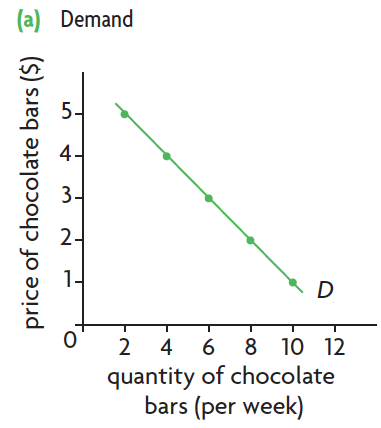 (a) Demand
price of chocolate bars ($)
5
4
3
2
1
0
2 4 6 8 10 12
D
quantity of chocolate
bars (per week)